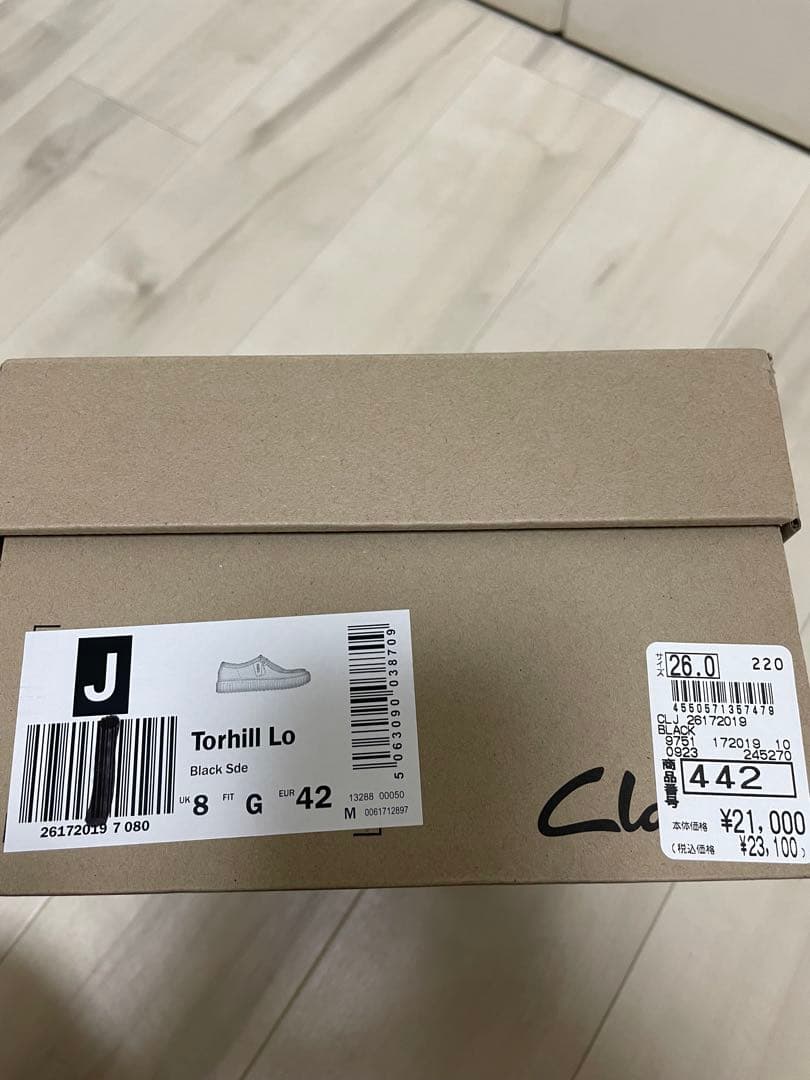 J
Torhill Lo
Black Sde
UK 8 FIT G EUR 42
26172019 7 080
13288 00050
M 0061712897
5 063090 038709
Cla
サイズ 26.0 220
4550571357479
CLJ 26172019
BLACK
9751 172019 10
0923 245270
商品番号 442
本体価格 ¥21,000
(税込価格 ¥23,100)